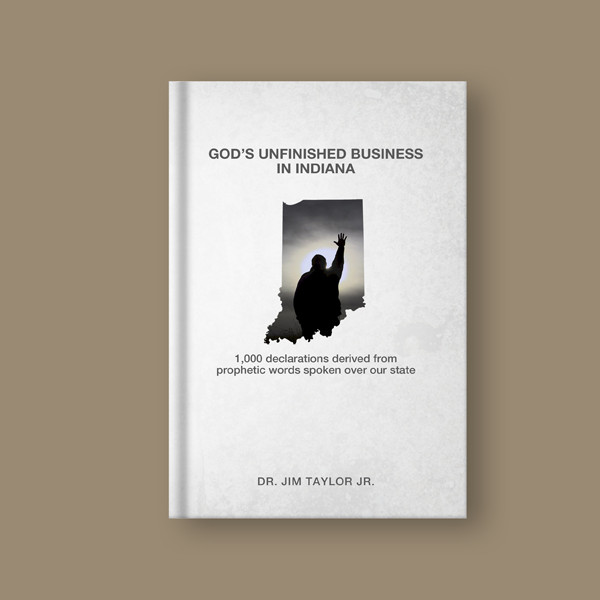 GOD'S UNFINISHED BUSINESS
IN INDIANA
1,000 declarations derived from
prophetic words spoken over our state
DR. JIM TAYLOR JR.